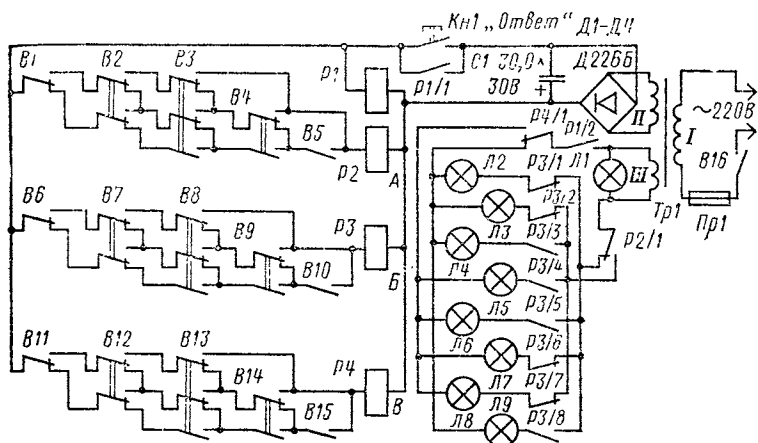 Кн1 „Ответ“ Д1-Д4
В1 В2 В3 Р1 Р1/1 С1 30,0× 30В Д226Б
В4 В5 Р2 А Р4/1 Р1/2 Л1 II I ~220В
В16
Л2 Р3/1 III Тр1 Пр1
Р3/2
В6 В7 В8 В9 В10 Р3 Б Л3 Р3/3 Р2/1
Л4 Р3/4
Л5 Р3/5
Л6 Р3/6
В11 В12 В13 В14 В15 Р4 В Л7 Р3/7
Л8 Л9 Р3/8